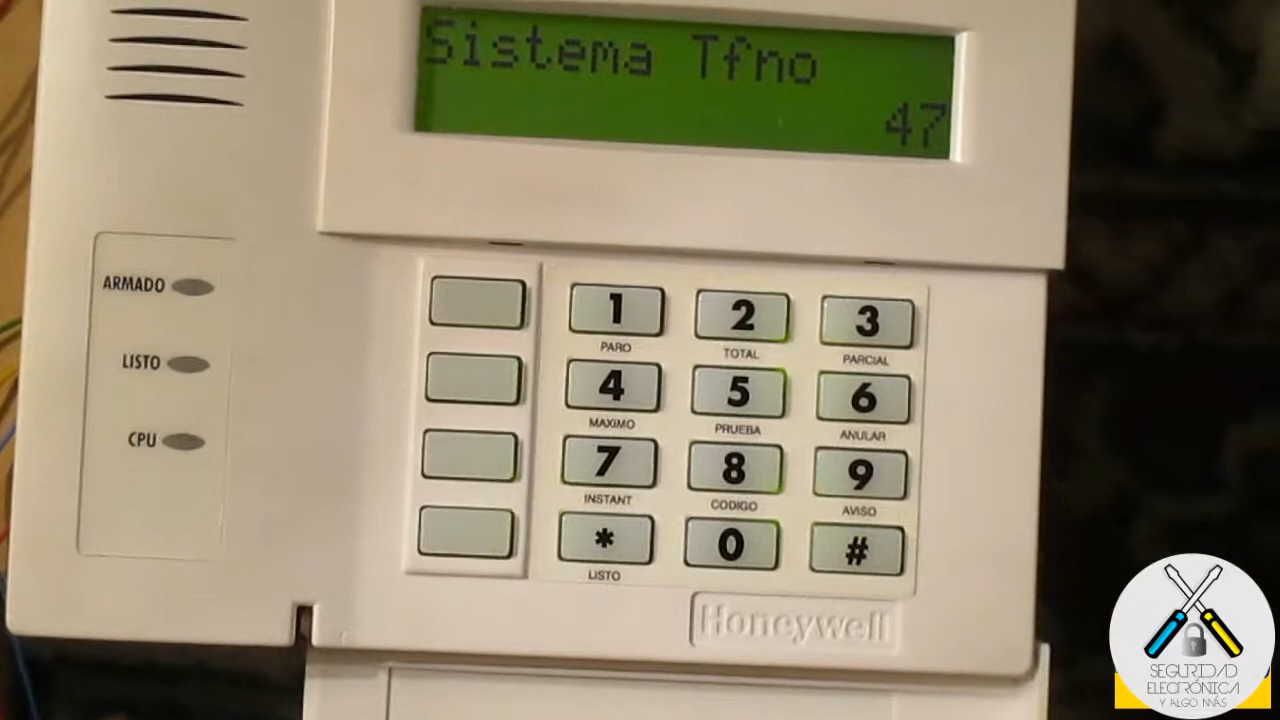 Sistema Tfno
47
ARMADO
LISTO
CPU
1
PARO
2
TOTAL
3
PARCIAL
4
MAXIMO
5
PRUEBA
6
ANULAR
7
INSTANT
8
CODIGO
9
AVISO
*
LISTO
0
#
Honeywell
SEGURIDAD
ELECTRÓNICA
Y ALGO MÁS